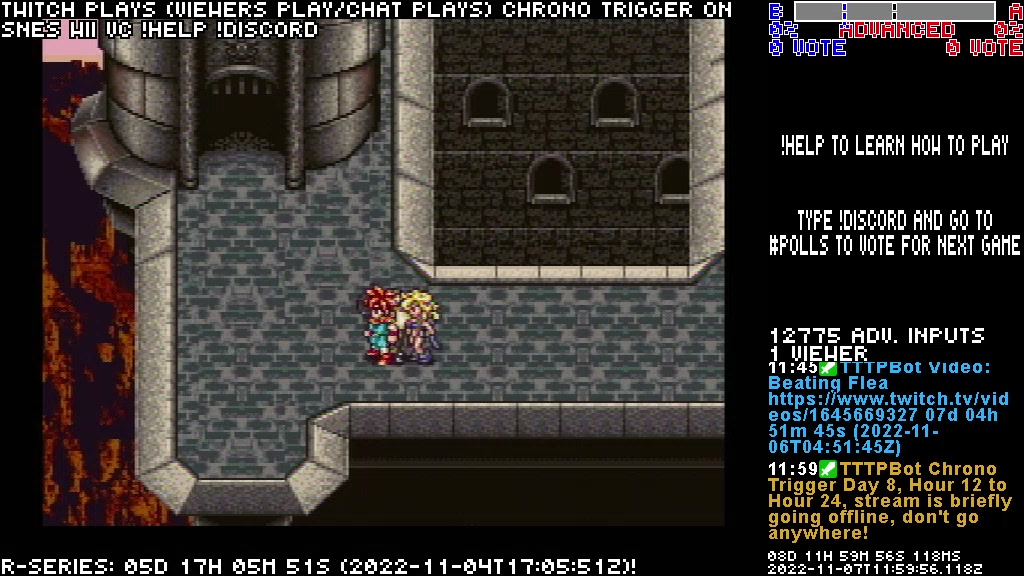 TWITCH PLAYS (VIEWERS PLAY/CHAT PLAYS) CHRONO TRIGGER ON
SNES WII VC !HELP !DISCORD
B A
0% ADVANCED 0%
0 VOTE 0 VOTE
!HELP TO LEARN HOW TO PLAY
TYPE !DISCORD AND GO TO
#POLLS TO VOTE FOR NEXT GAME
12775 ADV. INPUTS
1 VIEWER
11:45 TTTPBot Video:
Beating Flea
https://www.twitch.tv/vid
eos/1645669327 07d 04h
51m 45s (2022-11-
06T04:51:45Z)
11:59 TTTPBot Chrono
Trigger Day 8, Hour 12 to
Hour 24, stream is briefly
going offline, don't go
anywhere!
08D 11H 59M 56S 118MS
2022-11-07T11:59:56.118Z
R-SERIES: 05D 17H 05M 51S (2022-11-04T17:05:51Z)!